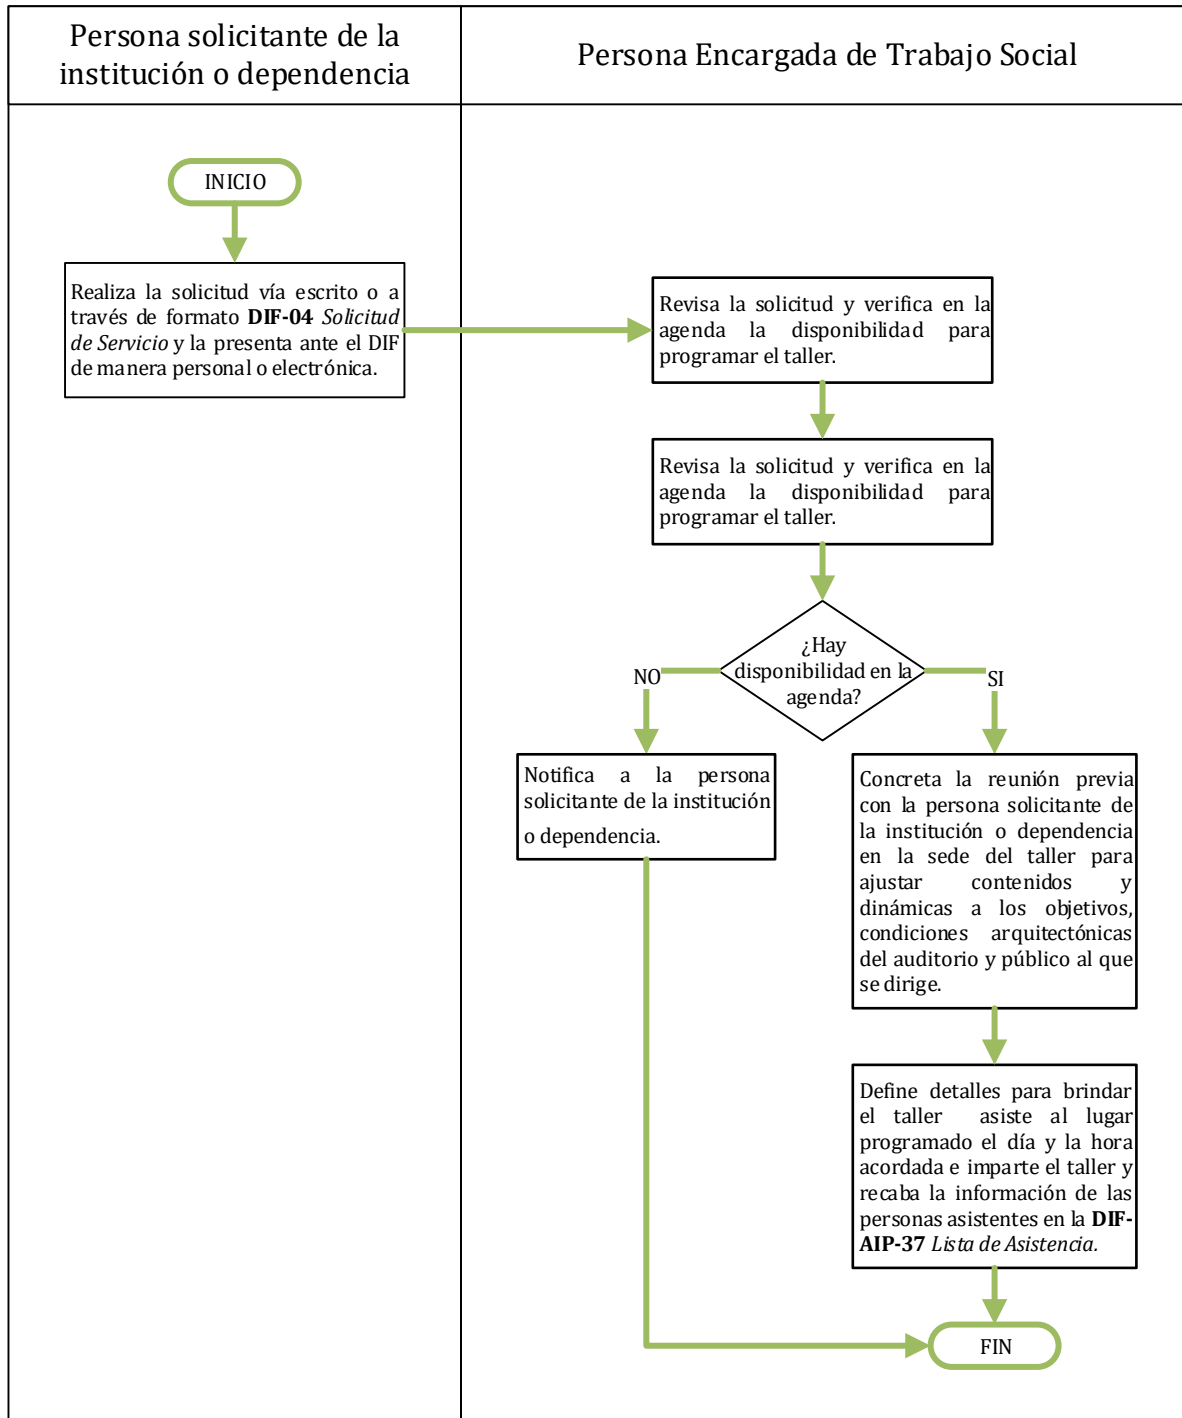 Persona solicitante de la
institución o dependencia
Persona Encargada de Trabajo Social
INICIO
Realiza la solicitud vía escrito o a
través de formato DIF-04 Solicitud
de Servicio y la presenta ante el DIF
de manera personal o electrónica.
Revisa la solicitud y verifica en la
agenda la disponibilidad para
programar el taller.
Revisa la solicitud y verifica en la
agenda la disponibilidad para
programar el taller.
¿Hay
disponibilidad en la
agenda?
NO
SI
Notifica a la persona
solicitante de la institución
o dependencia.
Concreta la reunión previa
con la persona solicitante de
la institución o dependencia
en la sede del taller para
ajustar contenidos y
dinámicas a los objetivos,
condiciones arquitectónicas
del auditorio y público al que
se dirige.
Define detalles para brindar
el taller asiste al lugar
programado el día y la hora
acordada e imparte el taller y
recaba la información de las
personas asistentes en la DIF-
AIP-37 Lista de Asistencia.
FIN